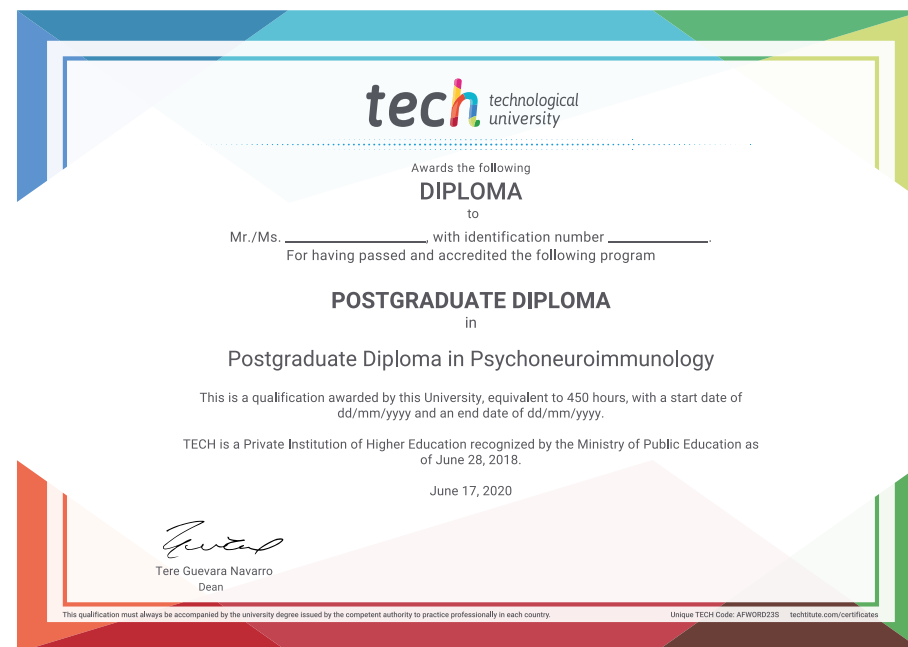 tech technological
university
Awards the following
DIPLOMA
to
Mr./Ms. ____________________, with identification number ______________.
For having passed and accredited the following program
POSTGRADUATE DIPLOMA
in
Postgraduate Diploma in Psychoneuroimmunology
This is a qualification awarded by this University, equivalent to 450 hours, with a start date of
dd/mm/yyyy and an end date of dd/mm/yyyy.
TECH is a Private Institution of Higher Education recognized by the Ministry of Public Education as
of June 28, 2018.
June 17, 2020
Tere Guevara Navarro
Dean
This qualification must always be accompanied by the university degree issued by the competent authority to practice professionally in each country. Unique TECH Code: AFWORD23S techtitute.com/certificates